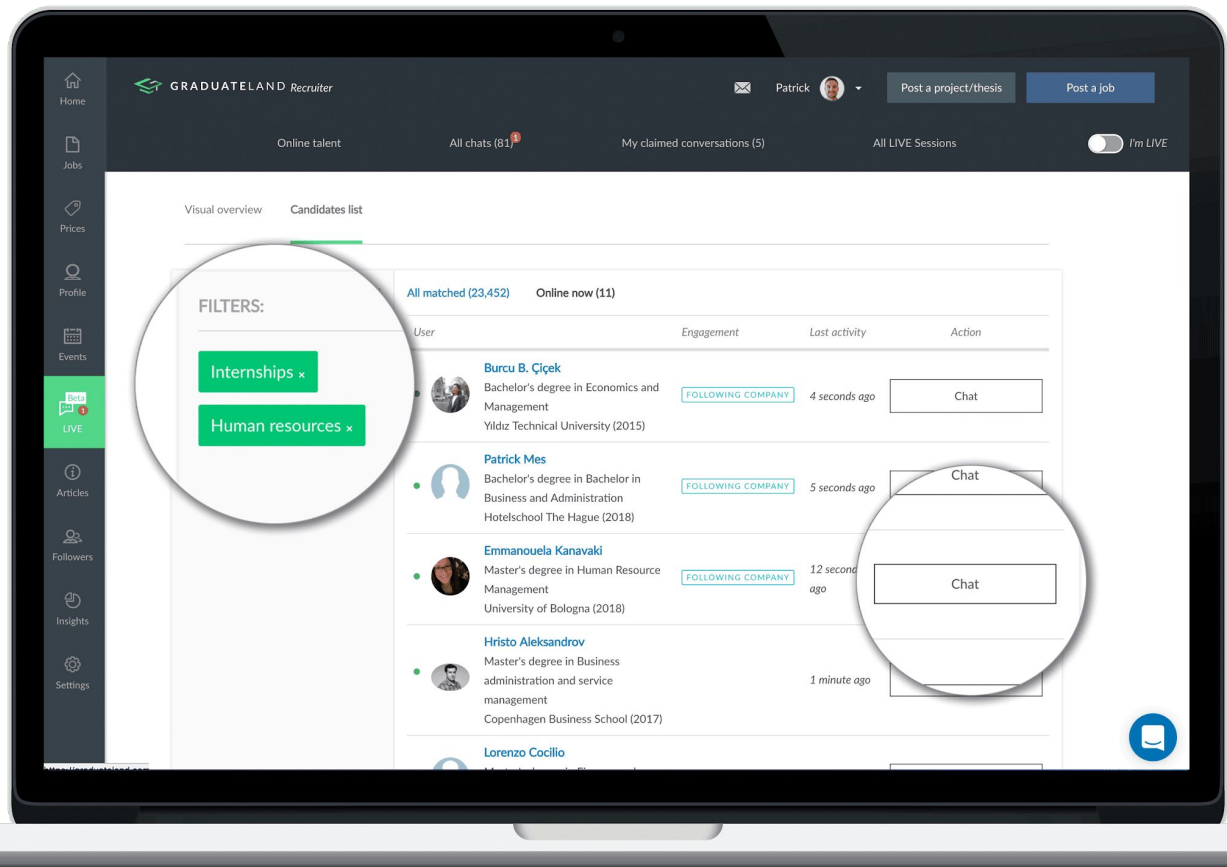 Home
Jobs
Prices
Profile
Events
Beta
1
LIVE
Articles
Followers
Insights
Settings
GRADUATELAND Recruiter
Patrick
Post a project/thesis
Post a job
Online talent
All chats (81)
1
My claimed conversations (5)
All LIVE Sessions
I'm LIVE
Visual overview
Candidates list
FILTERS:
Internships ×
Human resources ×
All matched (23,452)
Online now (11)
User
Engagement
Last activity
Action
Burcu B. Çiçek
Bachelor's degree in Economics and
Management
Yıldız Technical University (2015)
FOLLOWING COMPANY
4 seconds ago
Chat
Patrick Mes
Bachelor's degree in Bachelor in
Business and Administration
Hotelschool The Hague (2018)
FOLLOWING COMPANY
5 seconds ago
Chat
Emmanouela Kanavaki
Master's degree in Human Resource
Management
University of Bologna (2018)
FOLLOWING COMPANY
12
ago
Chat
Hristo Aleksandrov
Master's degree in Business
administration and service
management
Copenhagen Business School (2017)
1 minute ago
Lorenzo Cocilio